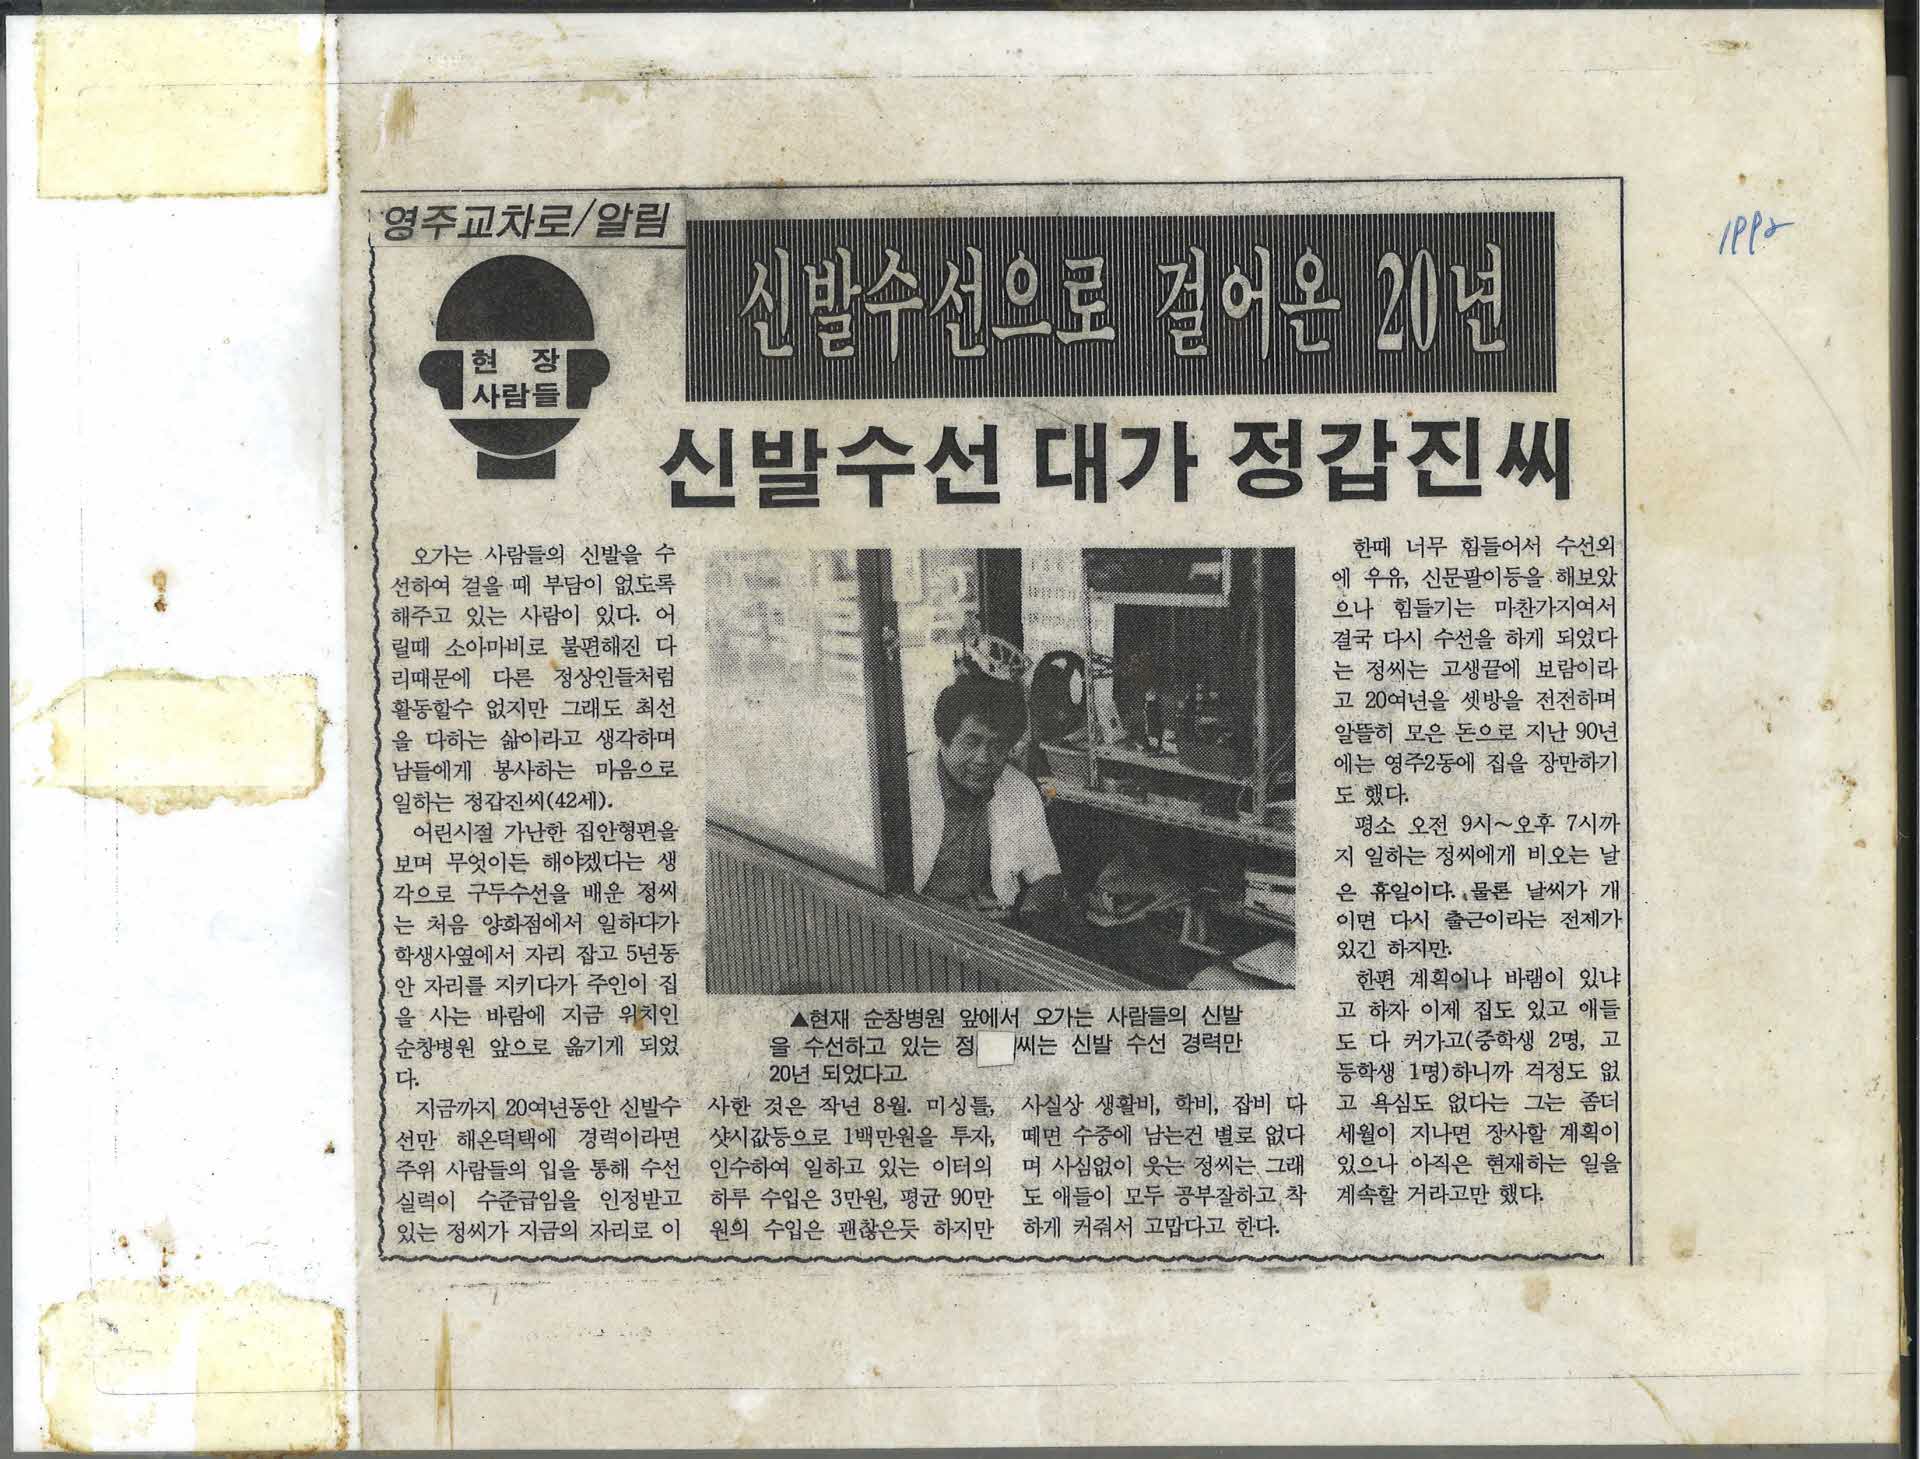 영주교차로/알림
1992
신발수선으로 걸어온 20년
현 장
사람들
신발수선 대가 정갑진씨
오가는 사람들의 신발을 수
선하여 걸을 때 부담이 없도록
해주고 있는 사람이 있다. 어
릴때 소아마비로 불편해진 다
리때문에 다른 정상인들처럼
활동할수 없지만 그래도 최선
을 다하는 삶이라고 생각하며
남들에게 봉사하는 마음으로
일하는 정갑진씨(42세).
어린시절 가난한 집안형편을
보며 무엇이든 해야겠다는 생
각으로 구두수선을 배운 정씨
는 처음 양화점에서 일하다가
학생사옆에서 자리 잡고 5년동
안 자리를 지키다가 주인이 집
을 사는 바람에 지금 위치인
순창병원 앞으로 옮기게 되었
다.
지금까지 20여년동안 신발수
선만 해온덕택에 경력이라면
주위 사람들의 입을 통해 수선
실력이 수준급임을 인정받고
있는 정씨가 지금의 자리로 이
▲현재 순창병원 앞에서 오가는 사람들의 신발
을 수선하고 있는 정 씨는 신발 수선 경력만
20년 되었다고.
사한 것은 작년 8월. 미싱틀,
샷시값등으로 1백만원을 투자,
인수하여 일하고 있는 이터의
하루 수입은 3만원, 평균 90만
원의 수입은 괜찮은듯 하지만
사실상 생활비, 학비, 잡비 다
떼면 수중에 남는건 별로 없다
며 사심없이 웃는 정씨는 그래
도 애들이 모두 공부잘하고 착
하게 커줘서 고맙다고 한다.
한때 너무 힘들어서 수선외
에 우유, 신문팔이등을 해보았
으나 힘들기는 마찬가지여서
결국 다시 수선을 하게 되었다
는 정씨는 고생끝에 보람이라
고 20여년을 셋방을 전전하며
알뜰히 모은 돈으로 지난 90년
에는 영주2동에 집을 장만하기
도 했다.
평소 오전 9시~오후 7시까
지 일하는 정씨에게 비오는 날
은 휴일이다. 물론 날씨가 개
이면 다시 출근이라는 전제가
있긴 하지만.
한편 계획이나 바램이 있냐
고 하자 이제 집도 있고 애들
도 다 커가고(중학생 2명, 고
등학생 1명)하니까 걱정도 없
고 욕심도 없다는 그는 좀더
세월이 지나면 장사할 계획이
있으나 아직은 현재하는 일을
계속할 거라고만 했다.